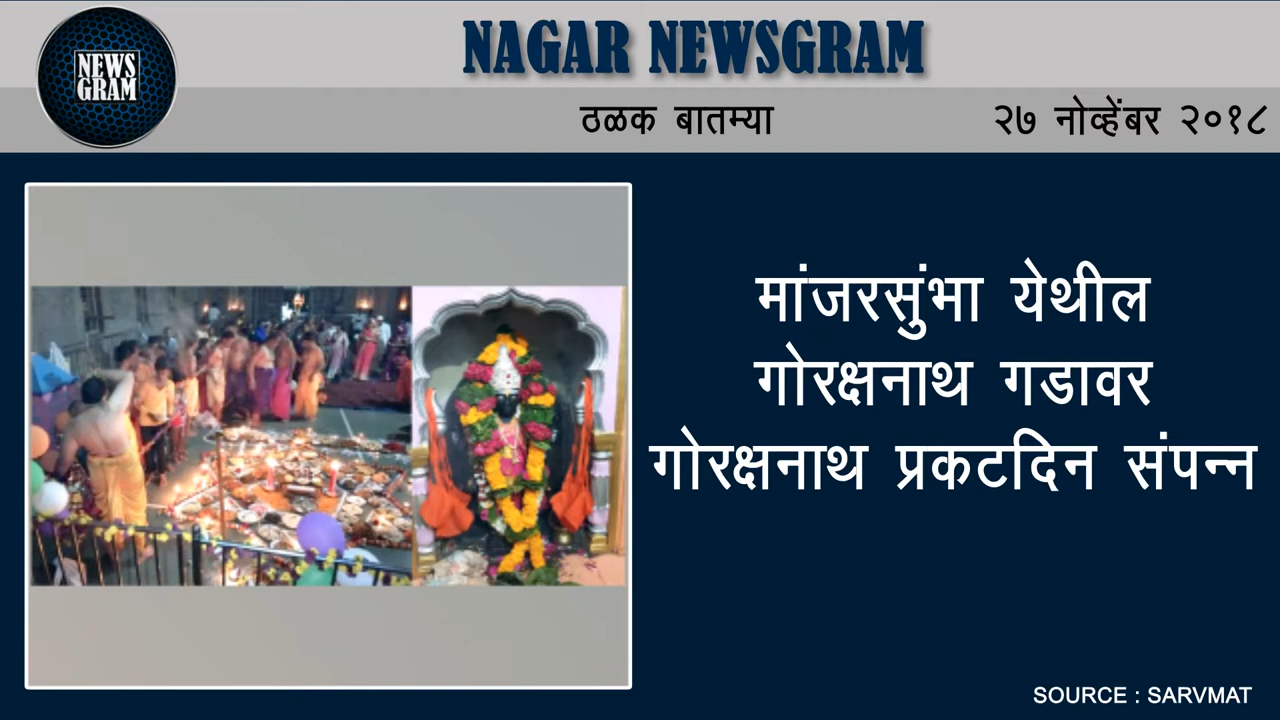 NEWS
GRAM
NAGAR NEWSGRAM
ठळक बातम्या
२७ नोव्हेंबर २०१८
मांजरसुंभा येथील
गोरक्षनाथ गडावर
गोरक्षनाथ प्रकटदिन संपन्न
SOURCE : SARVMAT